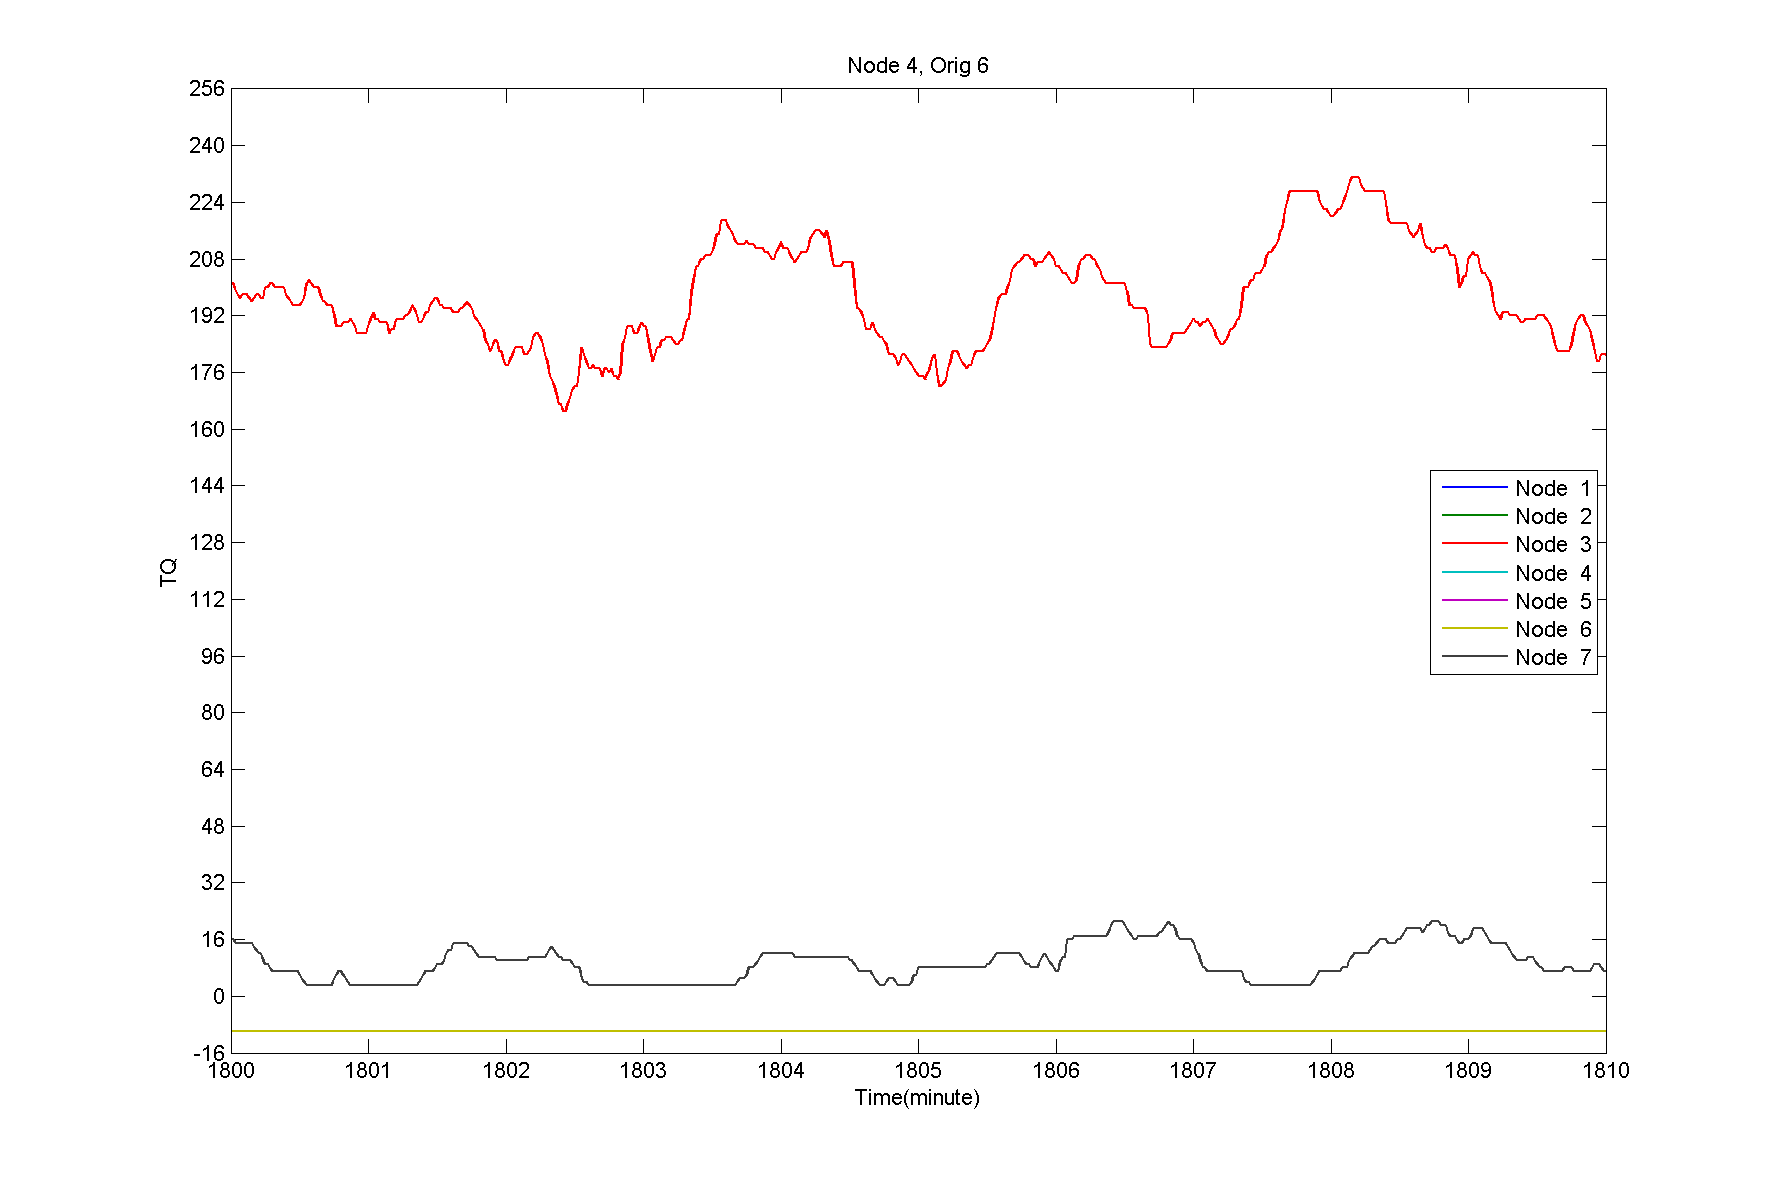 Node 4, Orig 6
256
240
224
208
192
176
160
144
128
112
96
80
64
48
32
16
0
-16
TQ
Node 1
Node 2
Node 3
Node 4
Node 5
Node 6
Node 7
1800 1801 1802 1803 1804 1805 1806 1807 1808 1809 1810
Time(minute)